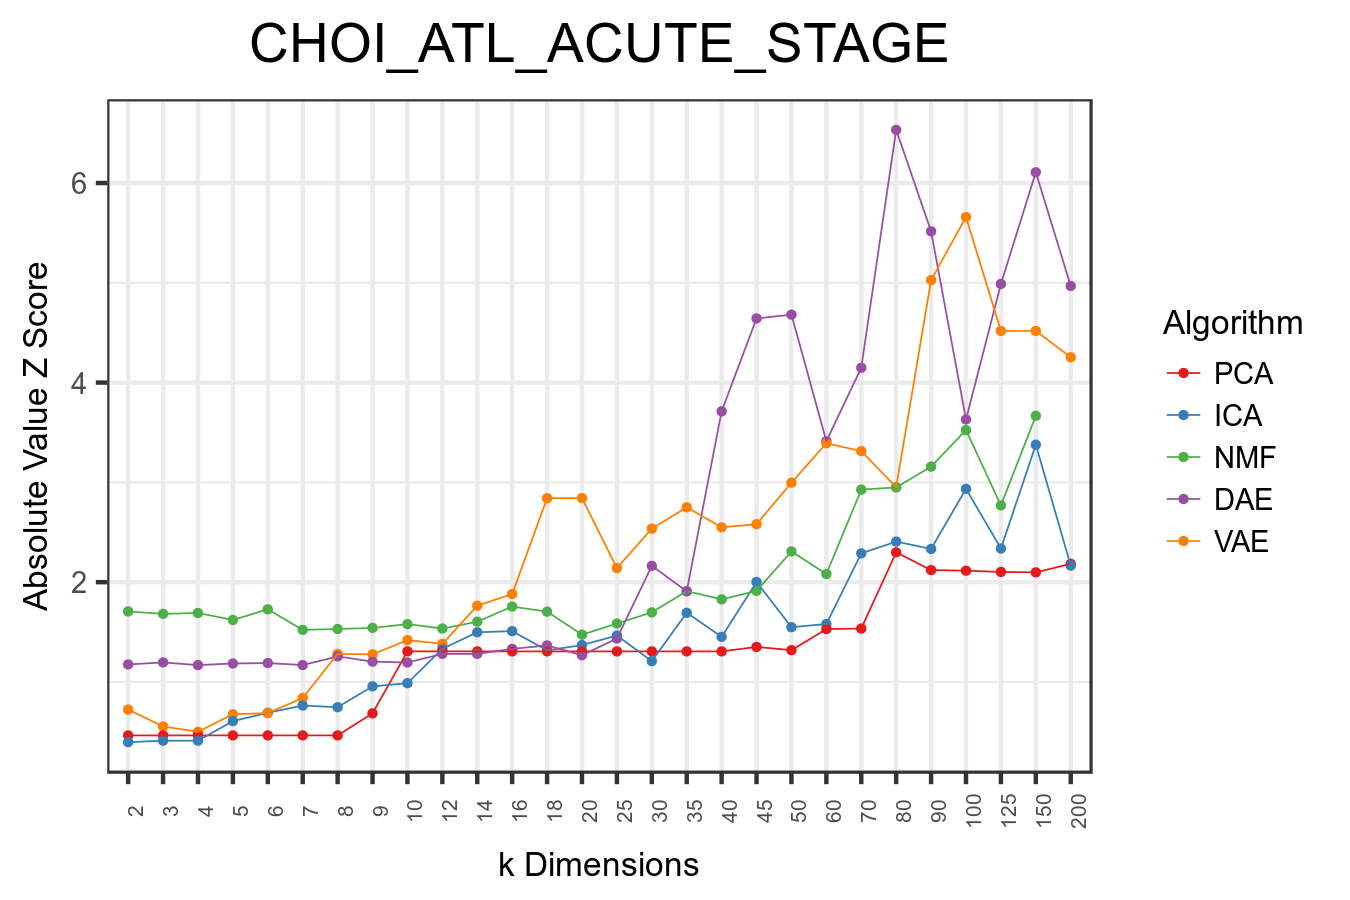 CHOI_ATL_ACUTE_STAGE
Absolute Value Z Score
6
4
2
2 3 4 5 6 7 8 9 10 12 14 16 18 20 25 30 35 40 45 50 60 70 80 90 100 125 150 200
k Dimensions
Algorithm
PCA
ICA
NMF
DAE
VAE